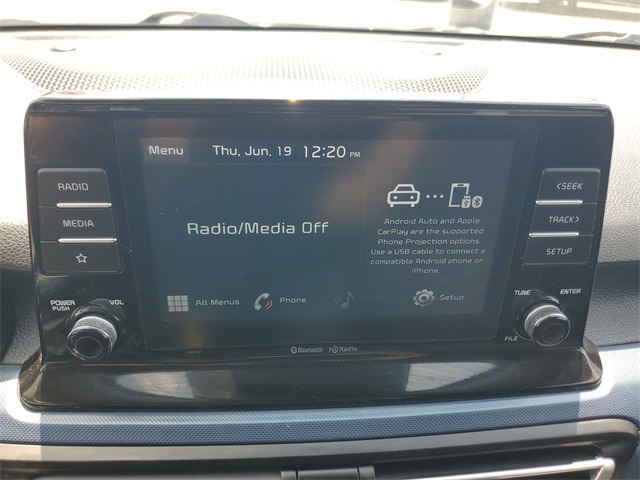 Menu Thu, Jun. 19 12:20 PM
RADIO
MEDIA
POWER
PUSH
VOL
Radio/Media Off
Android Auto and Apple
CarPlay are the supported
Phone Projection options.
Use a USB cable to connect a
compatible Android phone or
iPhone.
All Menus Phone Setup
Bluetooth HD Radio
<SEEK
TRACK>
SETUP
TUNE ENTER
FILE